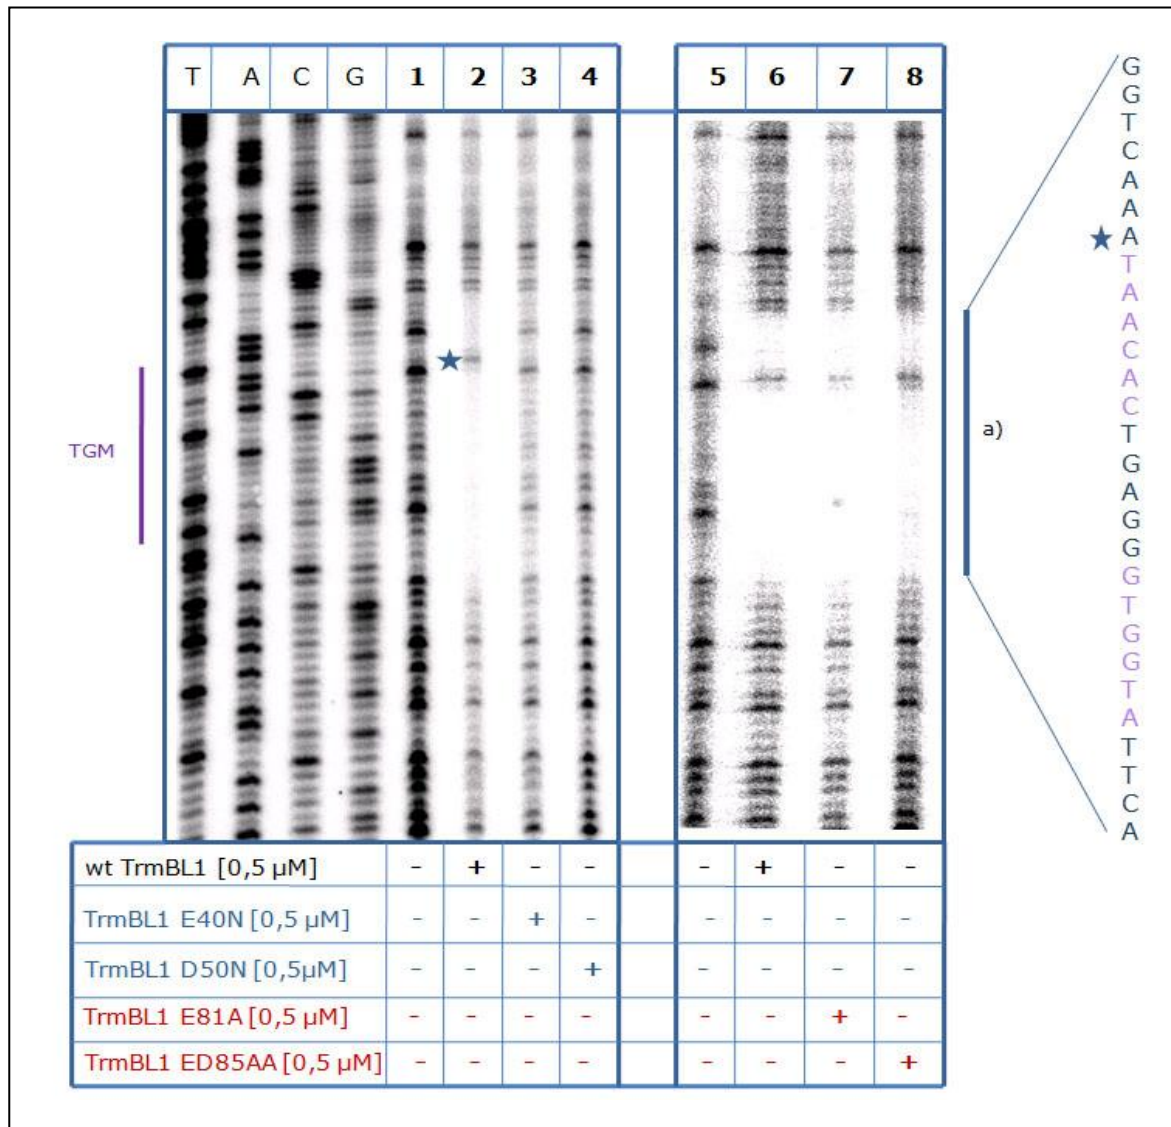 T A C G 1 2 3 4 5 6 7 8
TGM
a)
G
G
T
C
A
A
A
T
A
A
C
A
C
T
G
A
G
G
G
T
G
G
T
A
T
T
C
A
wt TrmBL1 [0,5 µM] - + - - - + - -
TrmBL1 E40N [0,5 µM] - - + - - - - -
TrmBL1 D50N [0,5µM] - - - + - - - -
TrmBL1 E81A [0,5 µM] - - - - - - + -
TrmBL1 ED85AA [0,5 µM] - - - - - - - +